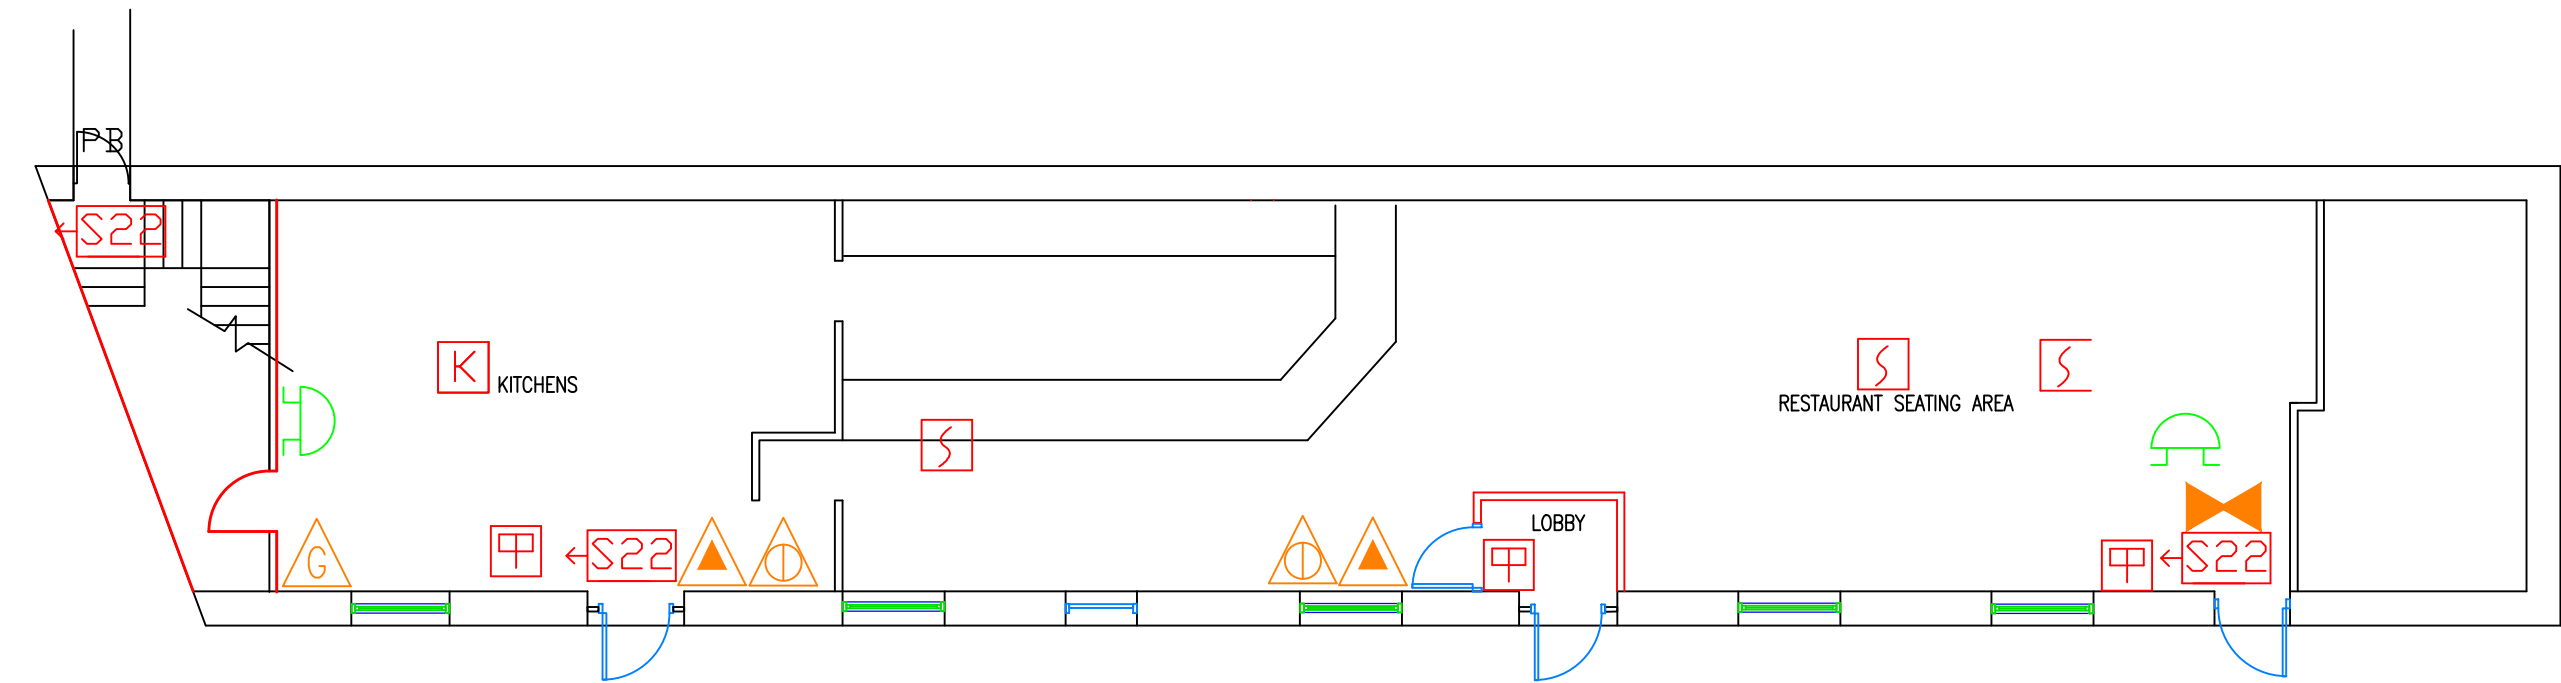 PB
S22
K
KITCHENS
S
S
RESTAURANT SEATING AREA
S
LOBBY
G
S22
S22